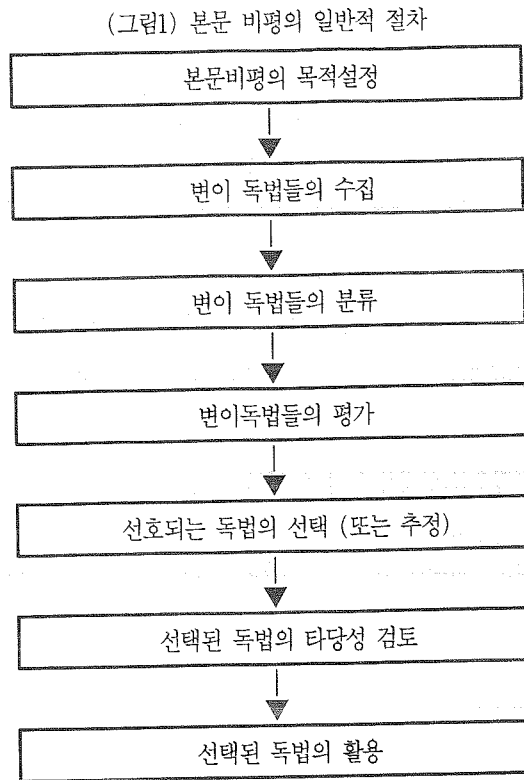 (그림1) 본문 비평의 일반적 절차
본문비평의 목적설정
변이 독법들의 수집
변이 독법들의 분류
변이독법들의 평가
선호되는 독법의 선택 (또는 추정)
선택된 독법의 타당성 검토
선택된 독법의 활용